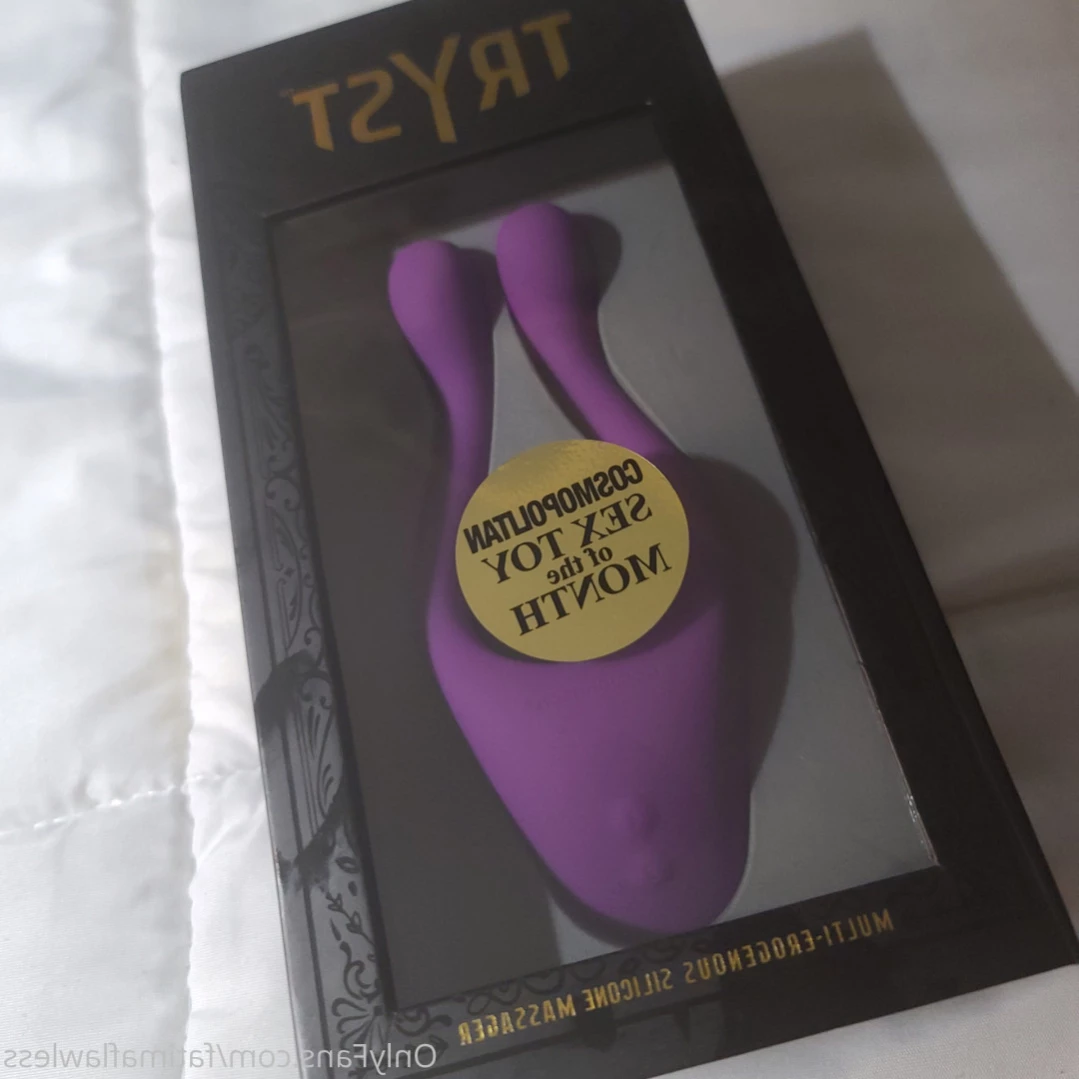 TRYST
COSMOPOLITAN
SEX TOY
of the
MONTH
MULTI-EROGENOUS SILICONE MASSAGER
OnlyFans.com/fatimaflawless